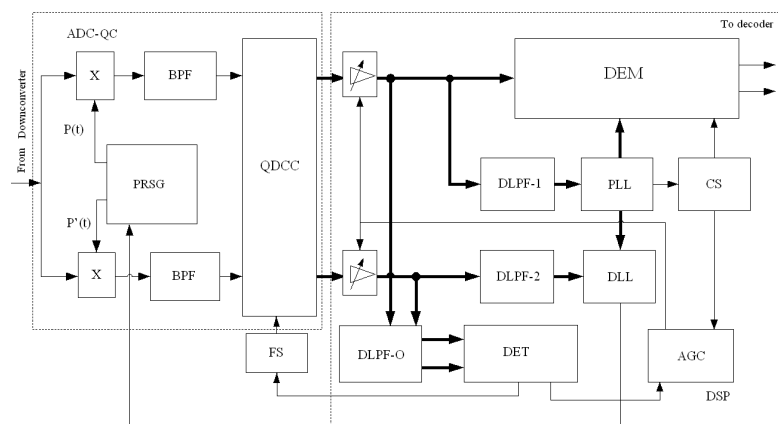 To decoder
ADC-QC
X
BPF
DEM
From Downconverter
P(t)
QDCC
PRSG
DLPF-1
PLL
CS
P'(t)
X
BPF
DLPF-2
DLL
FS
DLPF-O
DET
AGC
DSP